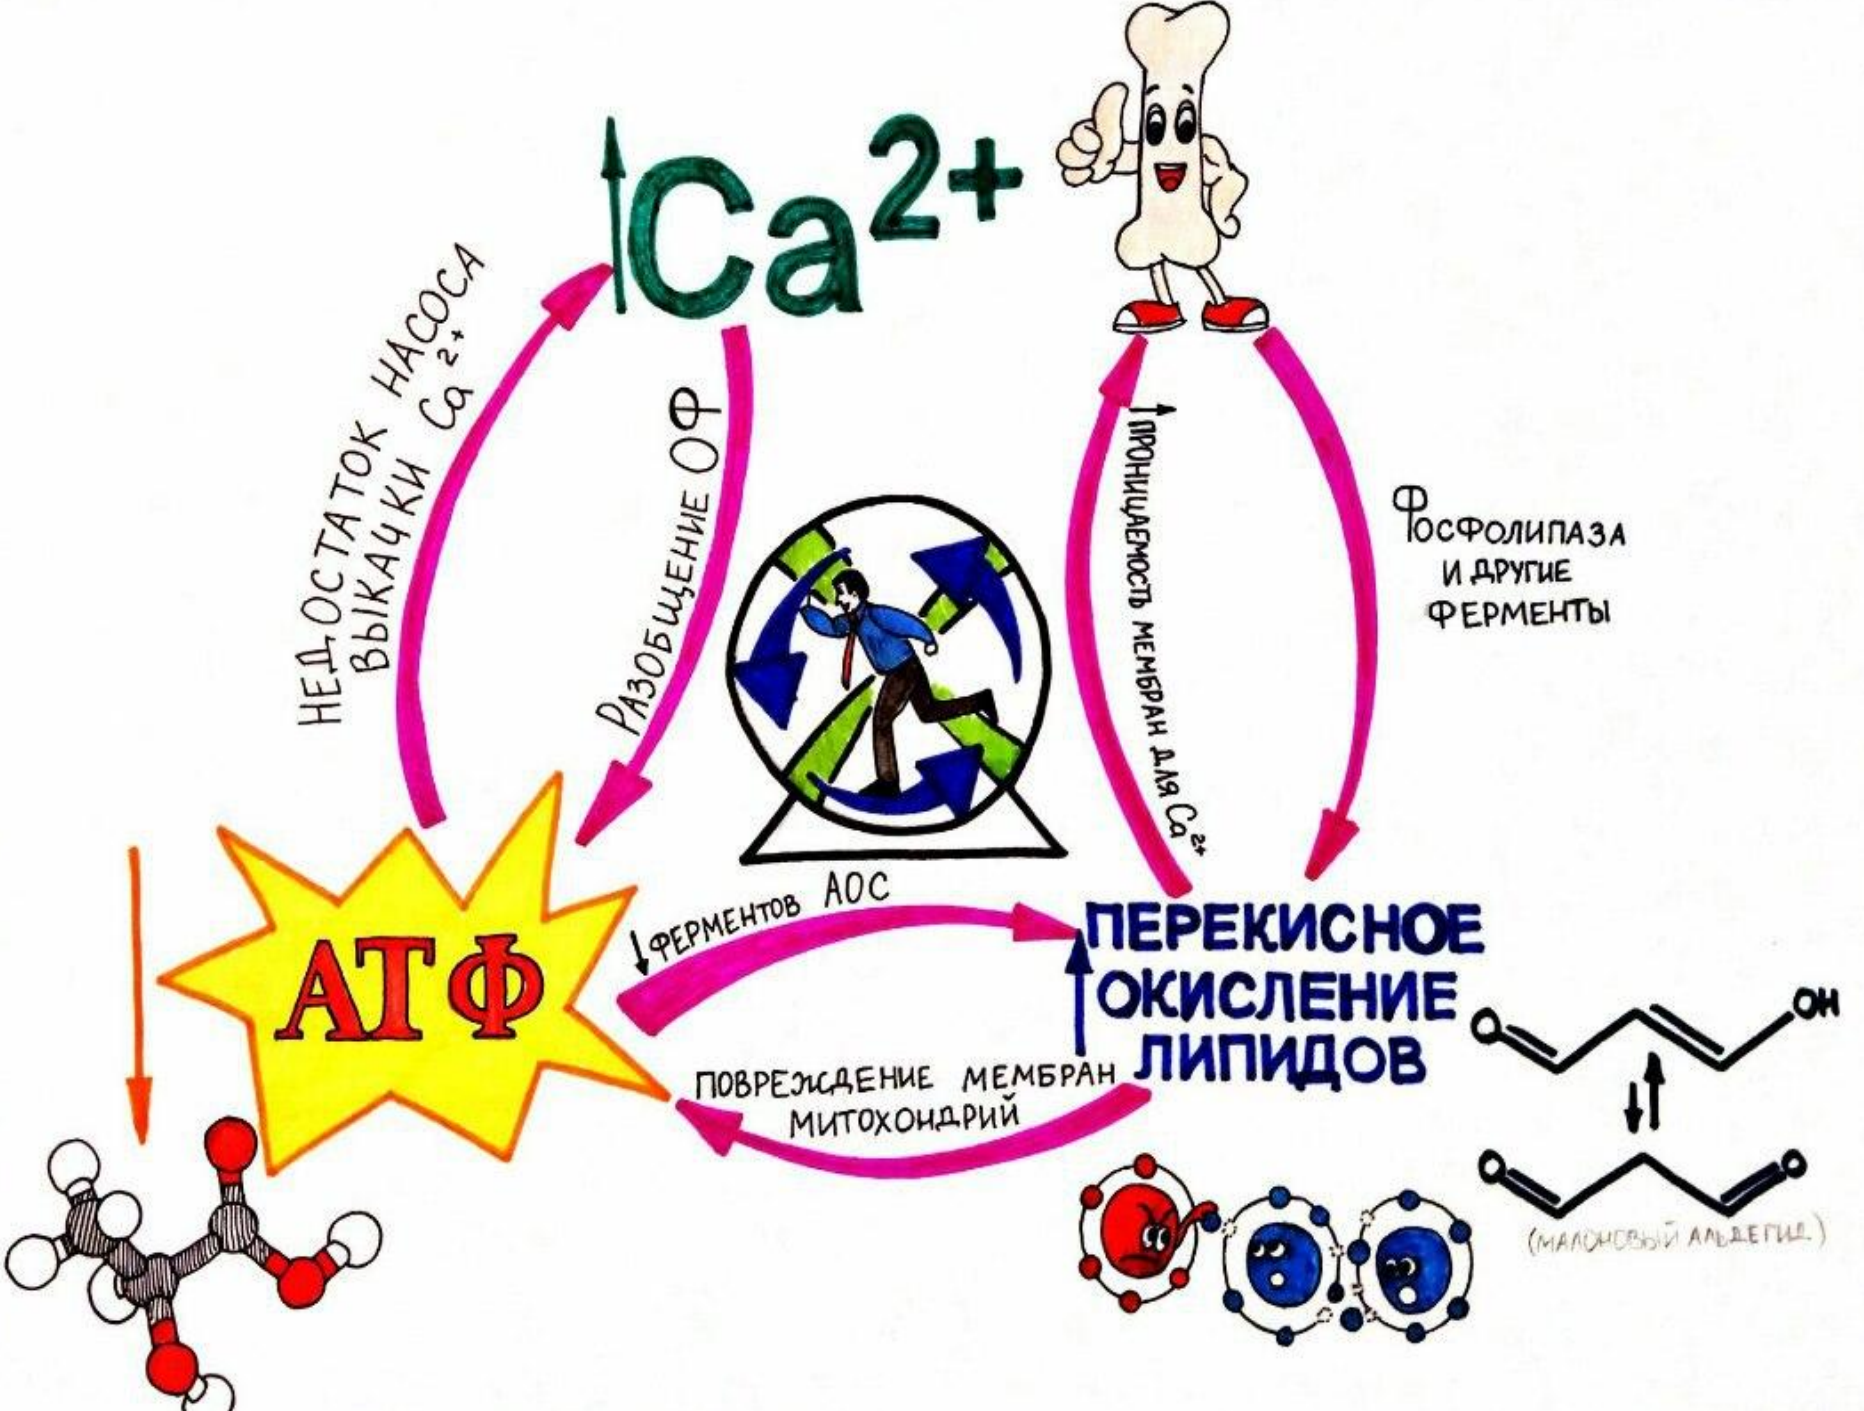 Ca²⁺
НЕДОСТАТОК НАСОСА
ВЫКАЧКИ Ca²⁺
РАЗОБЩЕНИЕ ОФ
↑ПРОНИЦАЕМОСТЬ МЕМБРАН ДЛЯ Ca²⁺
ФОСФОЛИПАЗА
И ДРУГИЕ
ФЕРМЕНТЫ
АТФ
↓ФЕРМЕНТОВ АОС
ПЕРЕКИСНОЕ
ОКИСЛЕНИЕ
ЛИПИДОВ
ПОВРЕЖДЕНИЕ МЕМБРАН
МИТОХОНДРИЙ
O
OH
O
O
(МАЛОНОВЫЙ АЛЬДЕГИД)